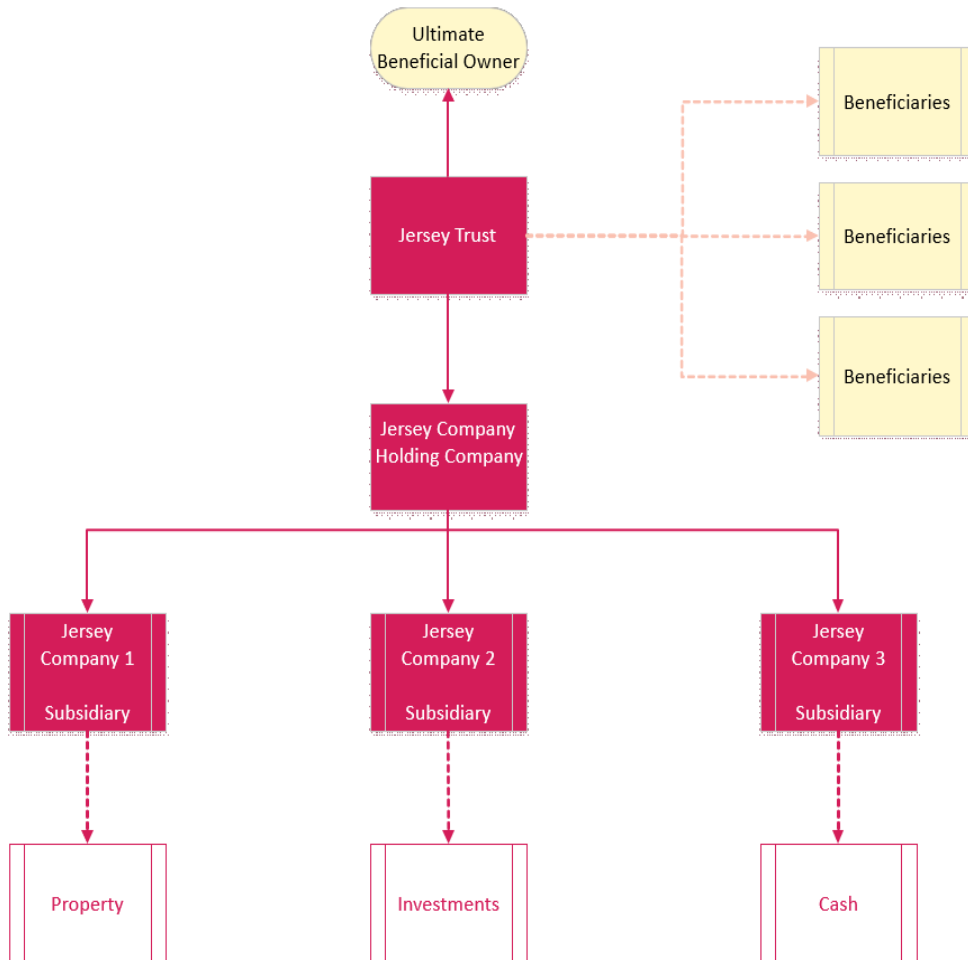 Ultimate
Beneficial Owner
Beneficiaries
Jersey Trust
Beneficiaries
Beneficiaries
Jersey Company
Holding Company
Jersey
Company 1
Subsidiary
Jersey
Company 2
Subsidiary
Jersey
Company 3
Subsidiary
Property
Investments
Cash